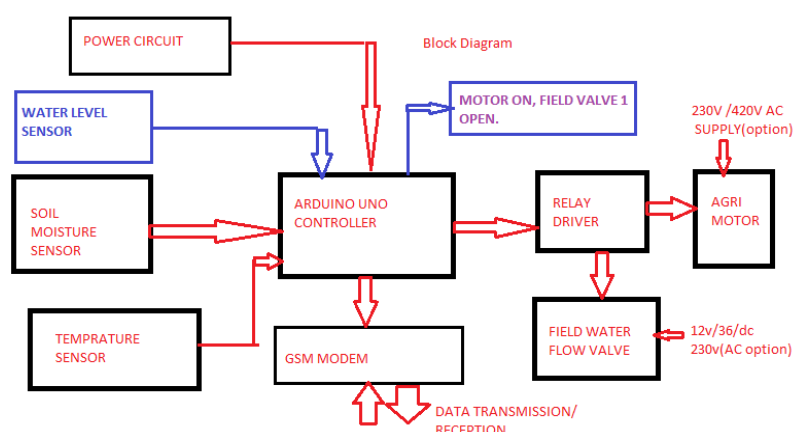 POWER CIRCUIT
Block Diagram
WATER LEVEL
SENSOR
MOTOR ON, FIELD VALVE 1
OPEN.
230V /420V AC
SUPPLY(option)
SOIL
MOISTURE
SENSOR
ARDUINO UNO
CONTROLLER
RELAY
DRIVER
AGRI
MOTOR
TEMPRATURE
SENSOR
GSM MODEM
FIELD WATER
FLOW VALVE
12v/36/dc
230v(AC option)
DATA TRANSMISSION/
RECEPTION